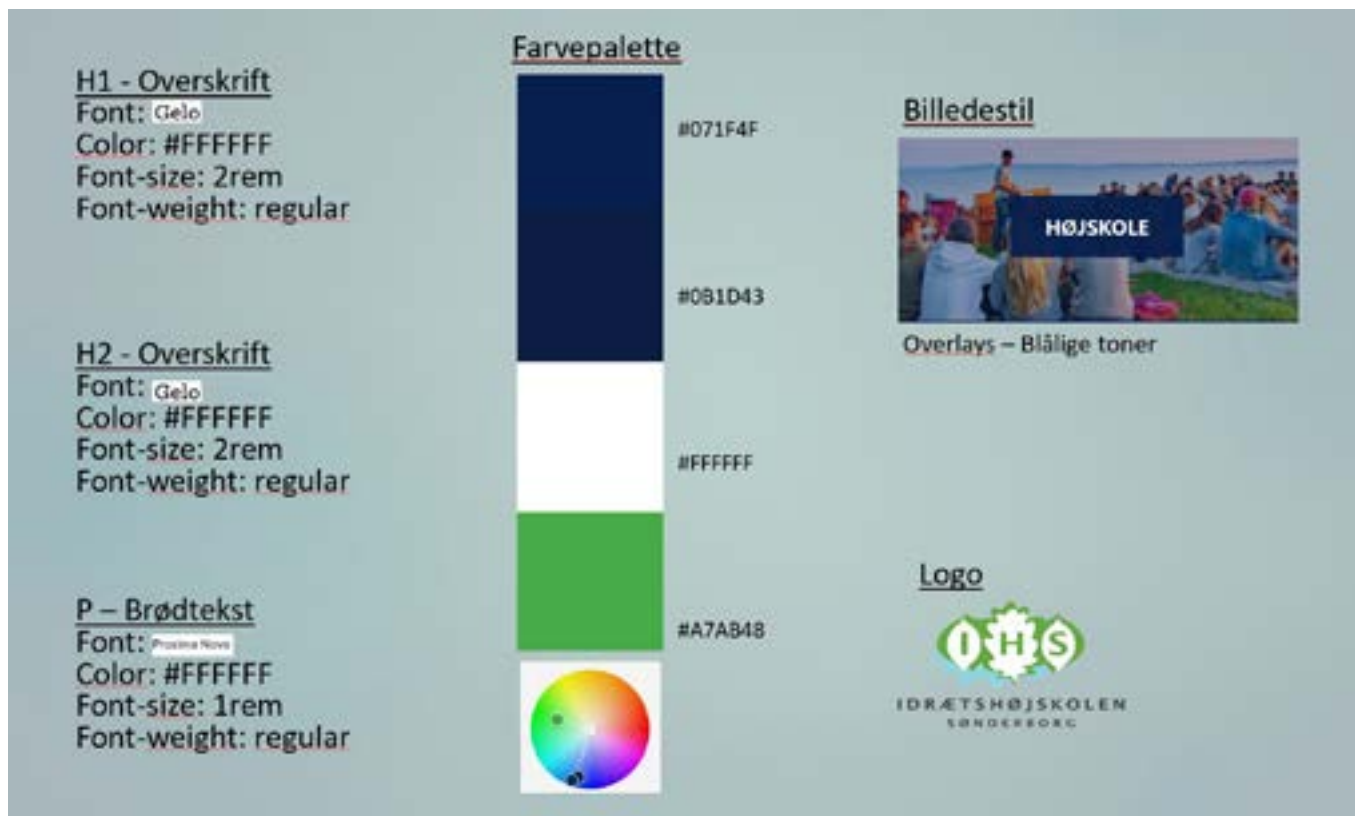 H1 - Overskrift
Font: Gelo
Color: #FFFFFF
Font-size: 2rem
Font-weight: regular
H2 - Overskrift
Font: Gelo
Color: #FFFFFF
Font-size: 2rem
Font-weight: regular
P – Brødtekst
Font: Proxima Nova
Color: #FFFFFF
Font-size: 1rem
Font-weight: regular
Farvepalette
#071F4F
#0B1D43
#FFFFFF
#A7AB48
Billedestil
HØJSKOLE
Overlays – Blålige toner
Logo
IHS
IDRÆTSHØJSKOLEN
SØNDERBORG